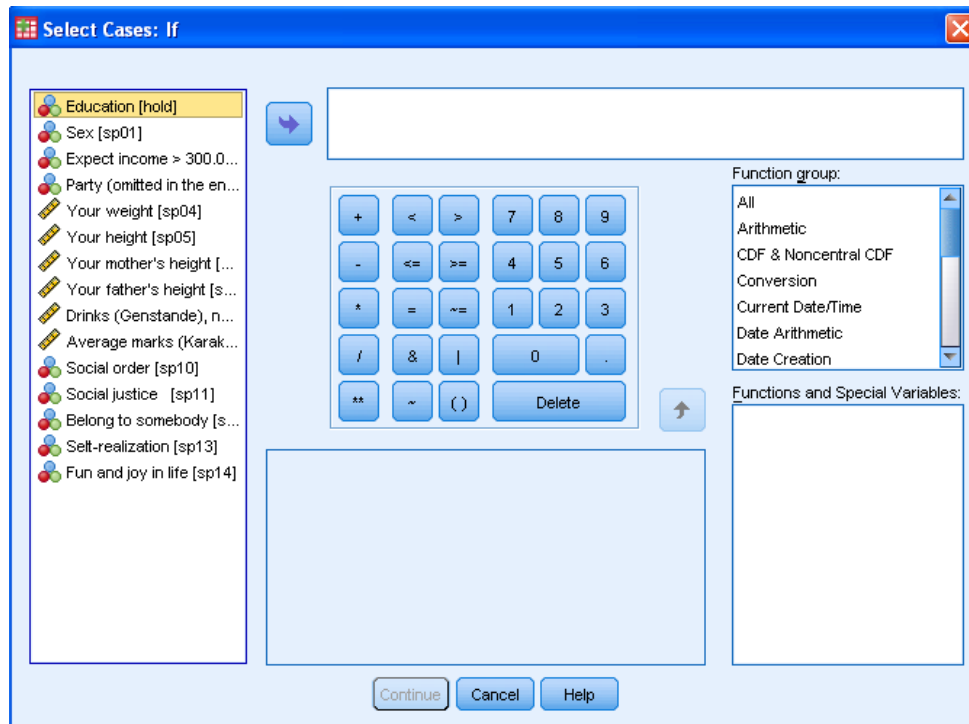 Select Cases: If
Education [hold]
Sex [sp01]
Expect income > 300.0...
Party (omitted in the en...
Your weight [sp04]
Your height [sp05]
Your mother's height [...
Your father's height [s...
Drinks (Genstande), n...
Average marks (Karak...
Social order [sp10]
Social justice [sp11]
Belong to somebody [s...
Self-realization [sp13]
Fun and joy in life [sp14]
+ < > 7 8 9
- <= >= 4 5 6
* = ~= 1 2 3
/ & | 0 .
** ~ ( ) Delete
Function group:
All
Arithmetic
CDF & Noncentral CDF
Conversion
Current Date/Time
Date Arithmetic
Date Creation
Functions and Special Variables:
Continue Cancel Help